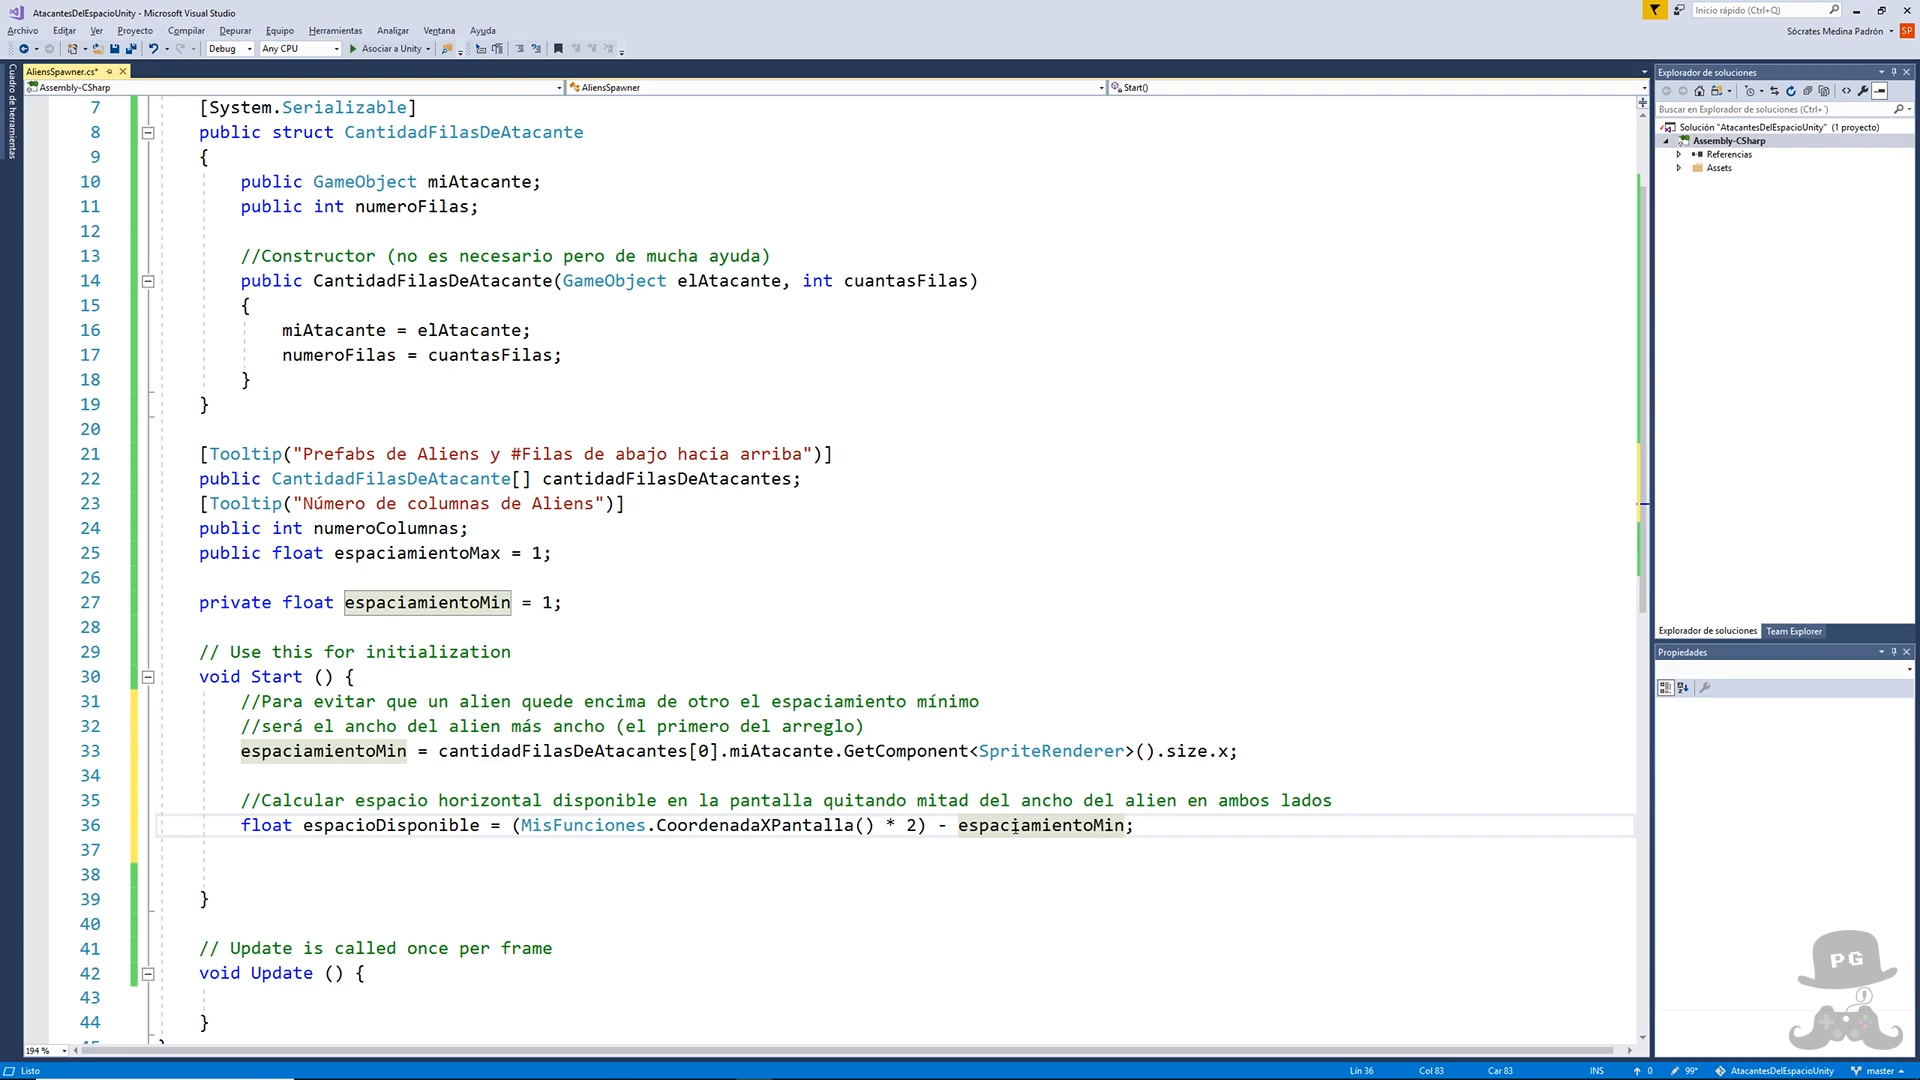 AtacantesDelEspacioUnity - Microsoft Visual Studio
Inicio rápido (Ctrl+Q)
Archivo Editar Ver Proyecto Compilar Depurar Equipo Herramientas Analizar Ventana Ayuda
Sócrates Medina Padrón SP
Debug Any CPU Asociar a Unity
Cuadro de herramientas
AliensSpawner.cs*
Assembly-CSharp AliensSpawner Start()
7 [System.Serializable]
8 public struct CantidadFilasDeAtacante
9 {
10 public GameObject miAtacante;
11 public int numeroFilas;
12
13 //Constructor (no es necesario pero de mucha ayuda)
14 public CantidadFilasDeAtacante(GameObject elAtacante, int cuantasFilas)
15 {
16 miAtacante = elAtacante;
17 numeroFilas = cuantasFilas;
18 }
19 }
20
21 [Tooltip("Prefabs de Aliens y #Filas de abajo hacia arriba")]
22 public CantidadFilasDeAtacante[] cantidadFilasDeAtacantes;
23 [Tooltip("Número de columnas de Aliens")]
24 public int numeroColumnas;
25 public float espaciamientoMax = 1;
26
27 private float espaciamientoMin = 1;
28
29 // Use this for initialization
30 void Start () {
31 //Para evitar que un alien quede encima de otro el espaciamiento mínimo
32 //será el ancho del alien más ancho (el primero del arreglo)
33 espaciamientoMin = cantidadFilasDeAtacantes[0].miAtacante.GetComponent<SpriteRenderer>().size.x;
34
35 //Calcular espacio horizontal disponible en la pantalla quitando mitad del ancho del alien en ambos lados
36 float espacioDisponible = (MisFunciones.CoordenadaXPantalla() * 2) - espaciamientoMin;
37
38
39 }
40
41 // Update is called once per frame
42 void Update () {
43
44 }
194 %
Explorador de soluciones
Buscar en Explorador de soluciones (Ctrl+´)
Solución "AtacantesDelEspacioUnity" (1 proyecto)
Assembly-CSharp
Referencias
Assets
Explorador de soluciones Team Explorer
Propiedades
PG
Listo Lín 36 Col 83 Car 83 INS 0 99* AtacantesDelEspacioUnity master